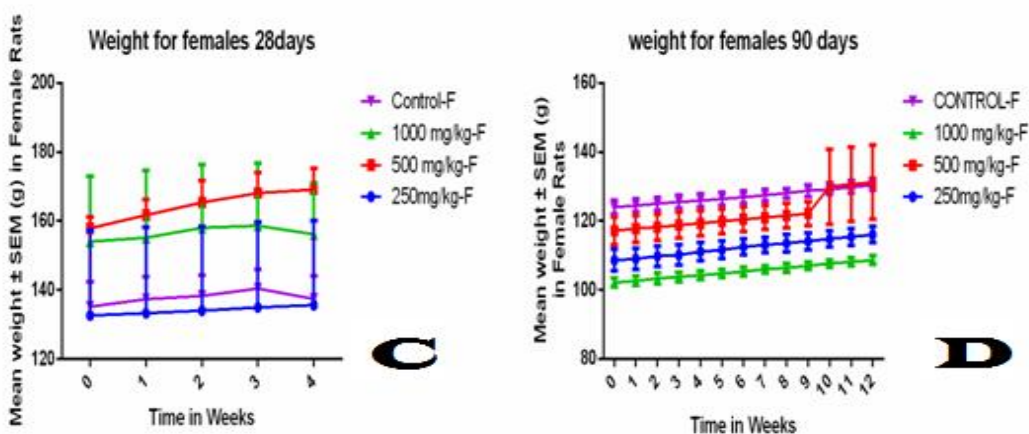 Weight for females 28days
Mean weight ± SEM (g) in Female Rats
200
180
160
140
120
0 1 2 3 4
Time in Weeks
Control-F
1000 mg/kg-F
500 mg/kg-F
250mg/kg-F
C
weight for females 90 days
Mean weight ± SEM (g)
in Female Rats
160
140
120
100
80
0 1 2 3 4 5 6 7 8 9 10 11 12
Time in Weeks
CONTROL-F
1000 mg/kg-F
500 mg/kg-F
250mg/kg-F
D